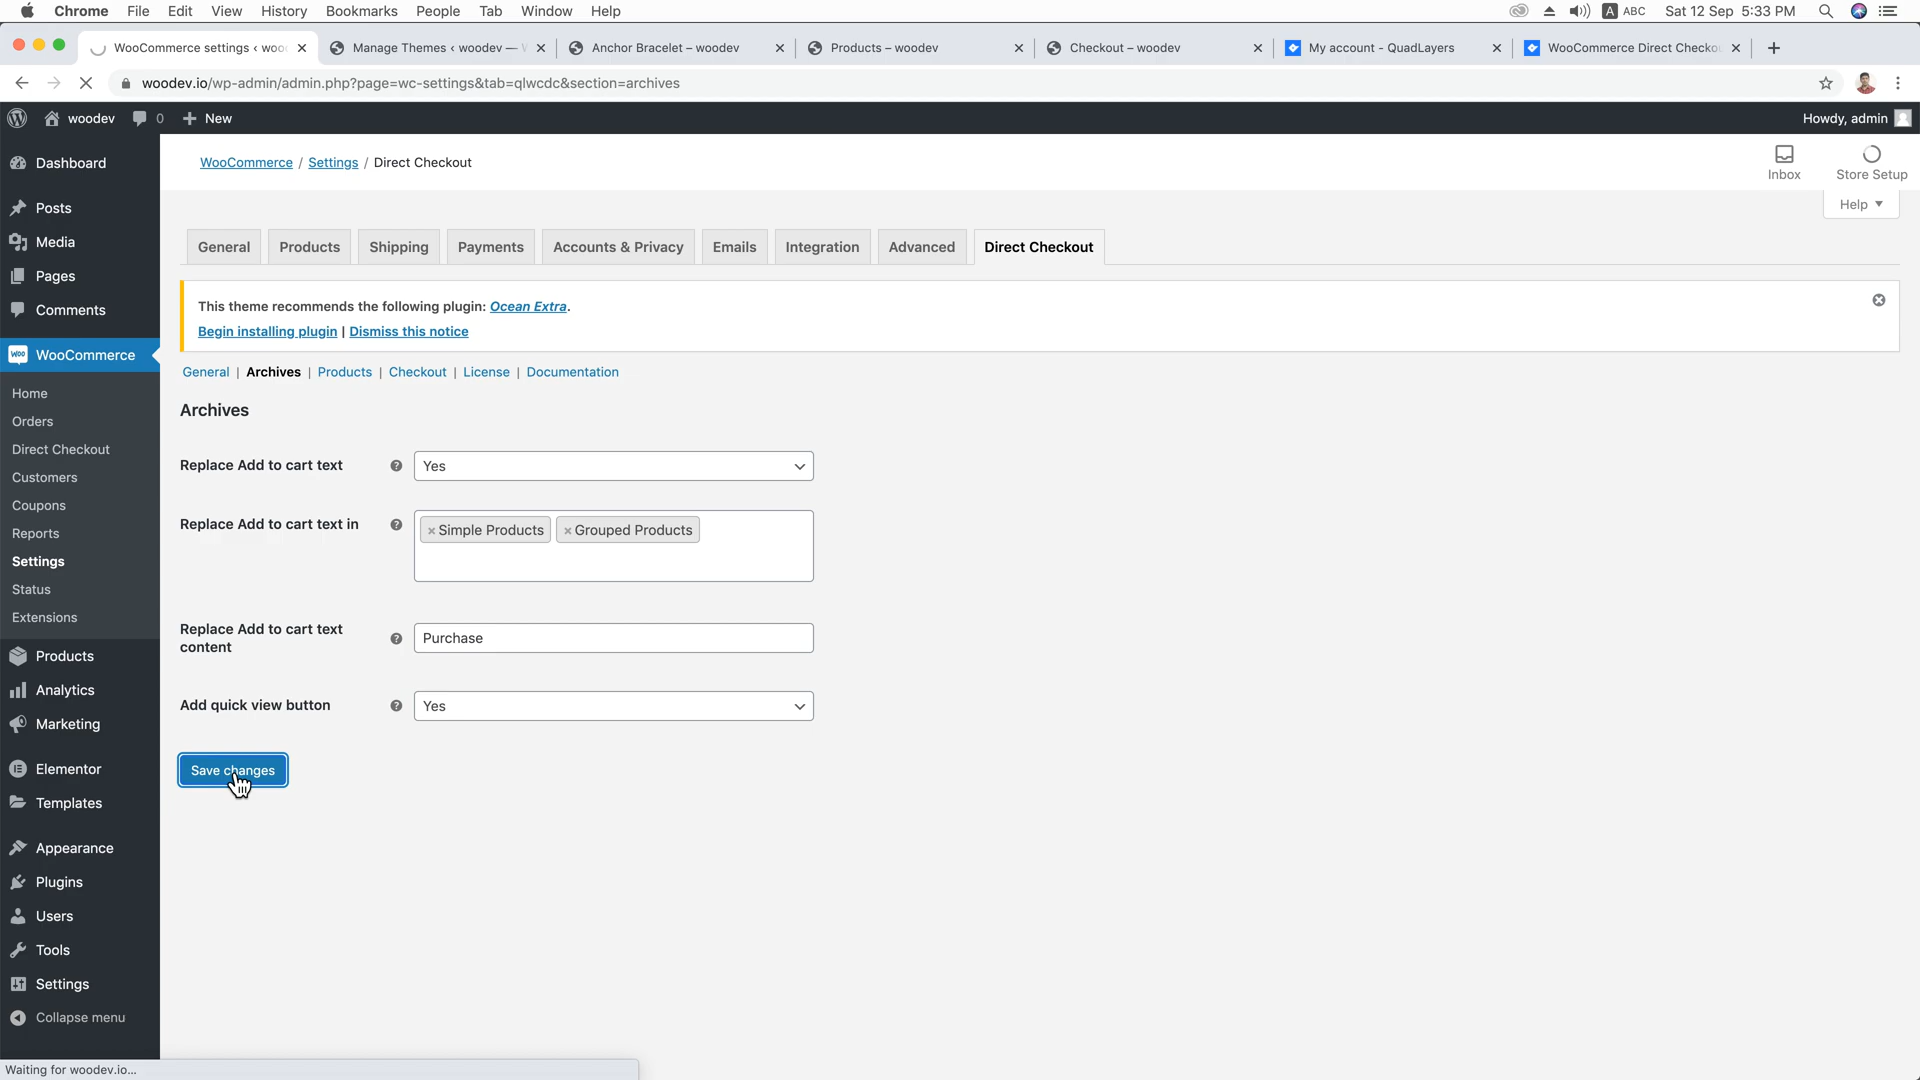 Chrome File Edit View History Bookmarks People Tab Window Help
A ABC Sat 12 Sep 5:33 PM
WooCommerce settings ‹ woo
Manage Themes ‹ woodev —
Anchor Bracelet – woodev
Products – woodev
Checkout – woodev
My account - QuadLayers
WooCommerce Direct Checko
woodev.io/wp-admin/admin.php?page=wc-settings&tab=qlwcdc&section=archives
woodev 0 New
Howdy, admin
Dashboard
Posts
Media
Pages
Comments
WooCommerce
Home
Orders
Direct Checkout
Customers
Coupons
Reports
Settings
Status
Extensions
Products
Analytics
Marketing
Elementor
Templates
Appearance
Plugins
Users
Tools
Settings
Collapse menu
WooCommerce / Settings / Direct Checkout
Inbox
Store Setup
Help
General Products Shipping Payments Accounts & Privacy Emails Integration Advanced Direct Checkout
This theme recommends the following plugin: Ocean Extra.
Begin installing plugin | Dismiss this notice
General | Archives | Products | Checkout | License | Documentation
Archives
Replace Add to cart text
Yes
Replace Add to cart text in
× Simple Products × Grouped Products
Replace Add to cart text
content
Purchase
Add quick view button
Yes
Save changes
Waiting for woodev.io...